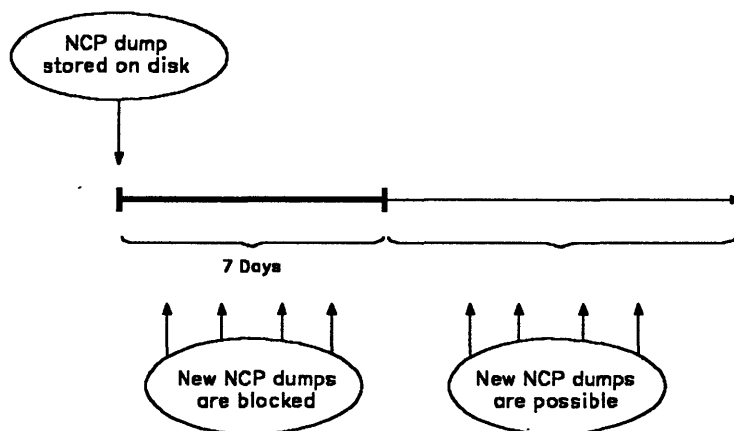 NCP dump
stored on disk
7 Days
New NCP dumps
are blocked
New NCP dumps
are possible